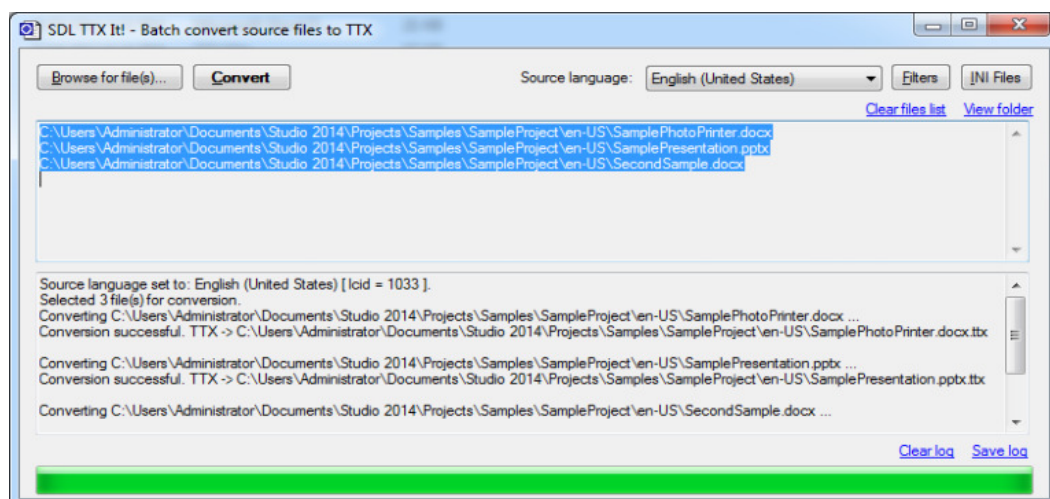 SDL TTX It! - Batch convert source files to TTX
Browse for file(s)... Convert Source language: English (United States) Filters INI Files
Clear files list View folder
C:\Users\Administrator\Documents\Studio 2014\Projects\Samples\SampleProject\en-US\SamplePhotoPrinter.docx
C:\Users\Administrator\Documents\Studio 2014\Projects\Samples\SampleProject\en-US\SamplePresentation.pptx
C:\Users\Administrator\Documents\Studio 2014\Projects\Samples\SampleProject\en-US\SecondSample.docx
Source language set to: English (United States) [ lcid = 1033 ].
Selected 3 file(s) for conversion.
Converting C:\Users\Administrator\Documents\Studio 2014\Projects\Samples\SampleProject\en-US\SamplePhotoPrinter.docx ...
Conversion successful. TTX -> C:\Users\Administrator\Documents\Studio 2014\Projects\Samples\SampleProject\en-US\SamplePhotoPrinter.docx.ttx
Converting C:\Users\Administrator\Documents\Studio 2014\Projects\Samples\SampleProject\en-US\SamplePresentation.pptx ...
Conversion successful. TTX -> C:\Users\Administrator\Documents\Studio 2014\Projects\Samples\SampleProject\en-US\SamplePresentation.pptx.ttx
Converting C:\Users\Administrator\Documents\Studio 2014\Projects\Samples\SampleProject\en-US\SecondSample.docx ...
Clear log Save log